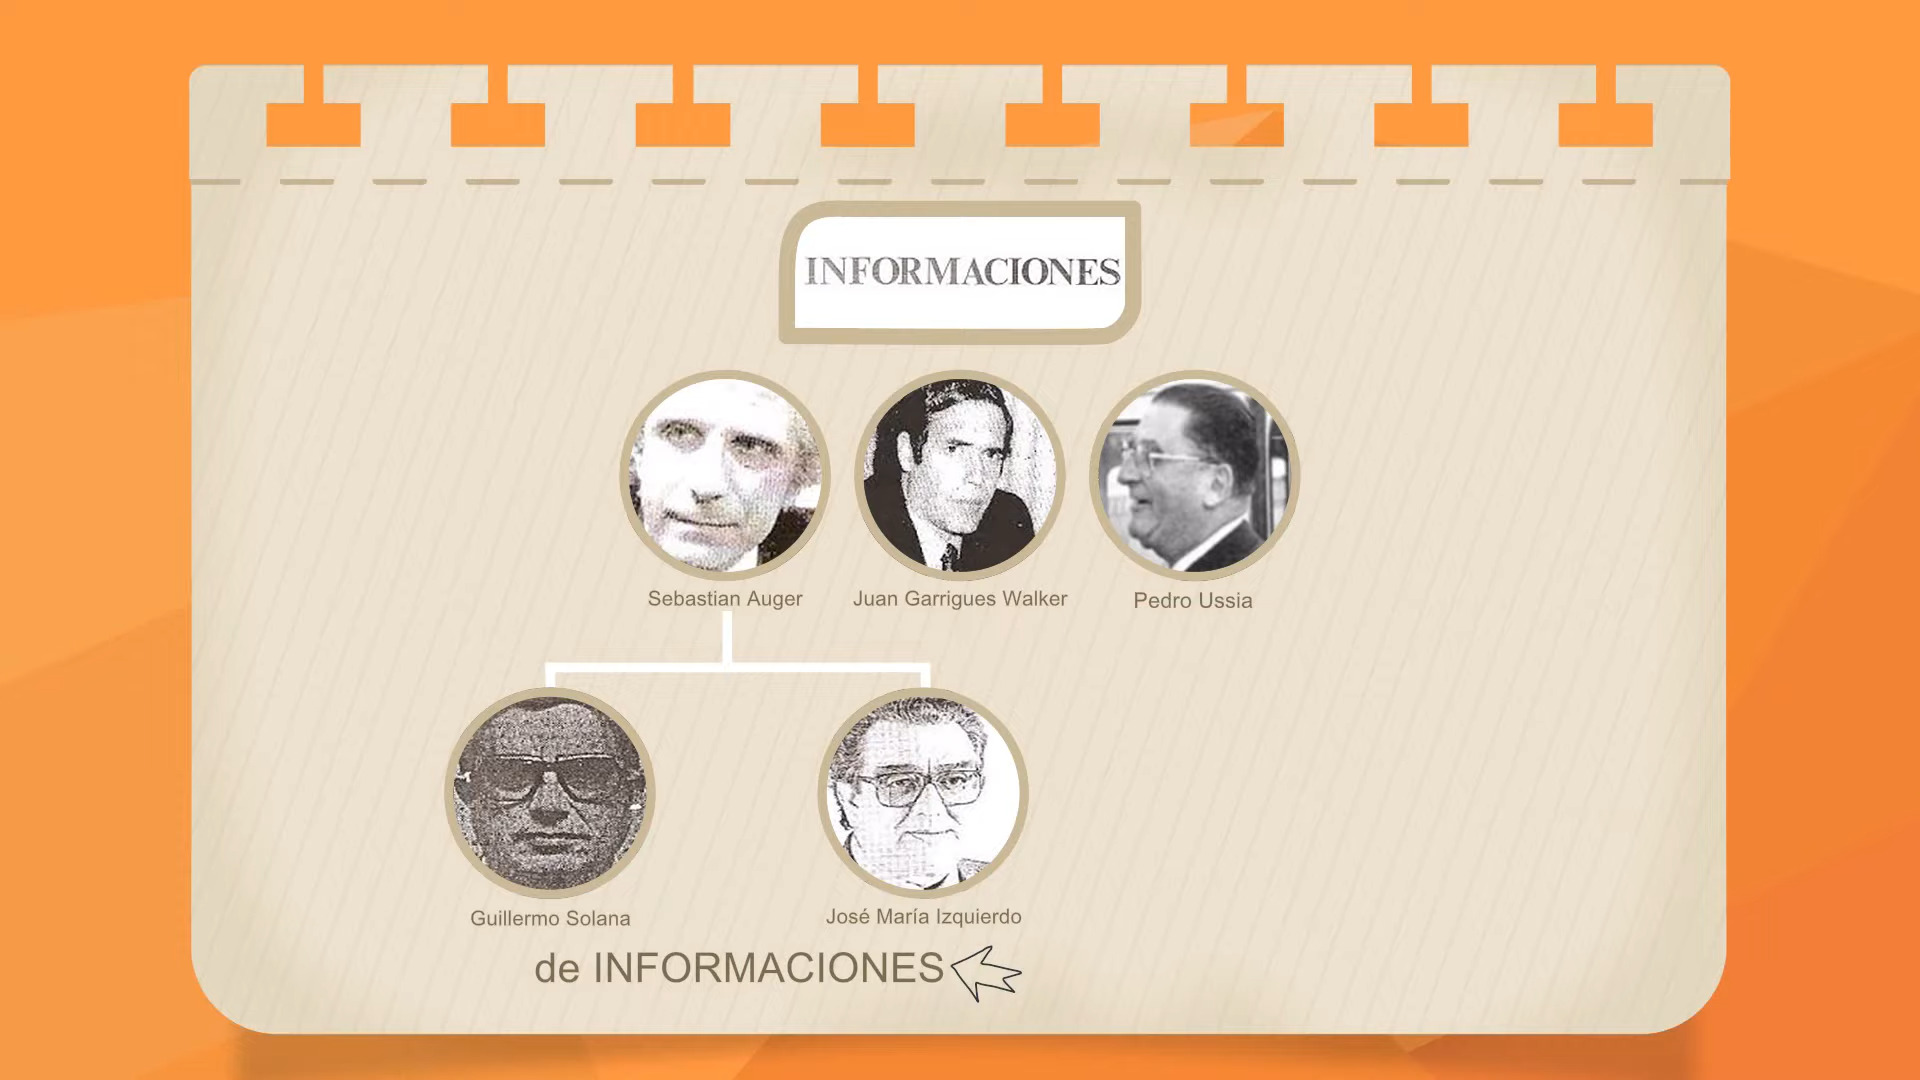 INFORMACIONES
Sebastian Auger
Juan Garrigues Walker
Pedro Ussia
Guillermo Solana
José María Izquierdo
de INFORMACIONES